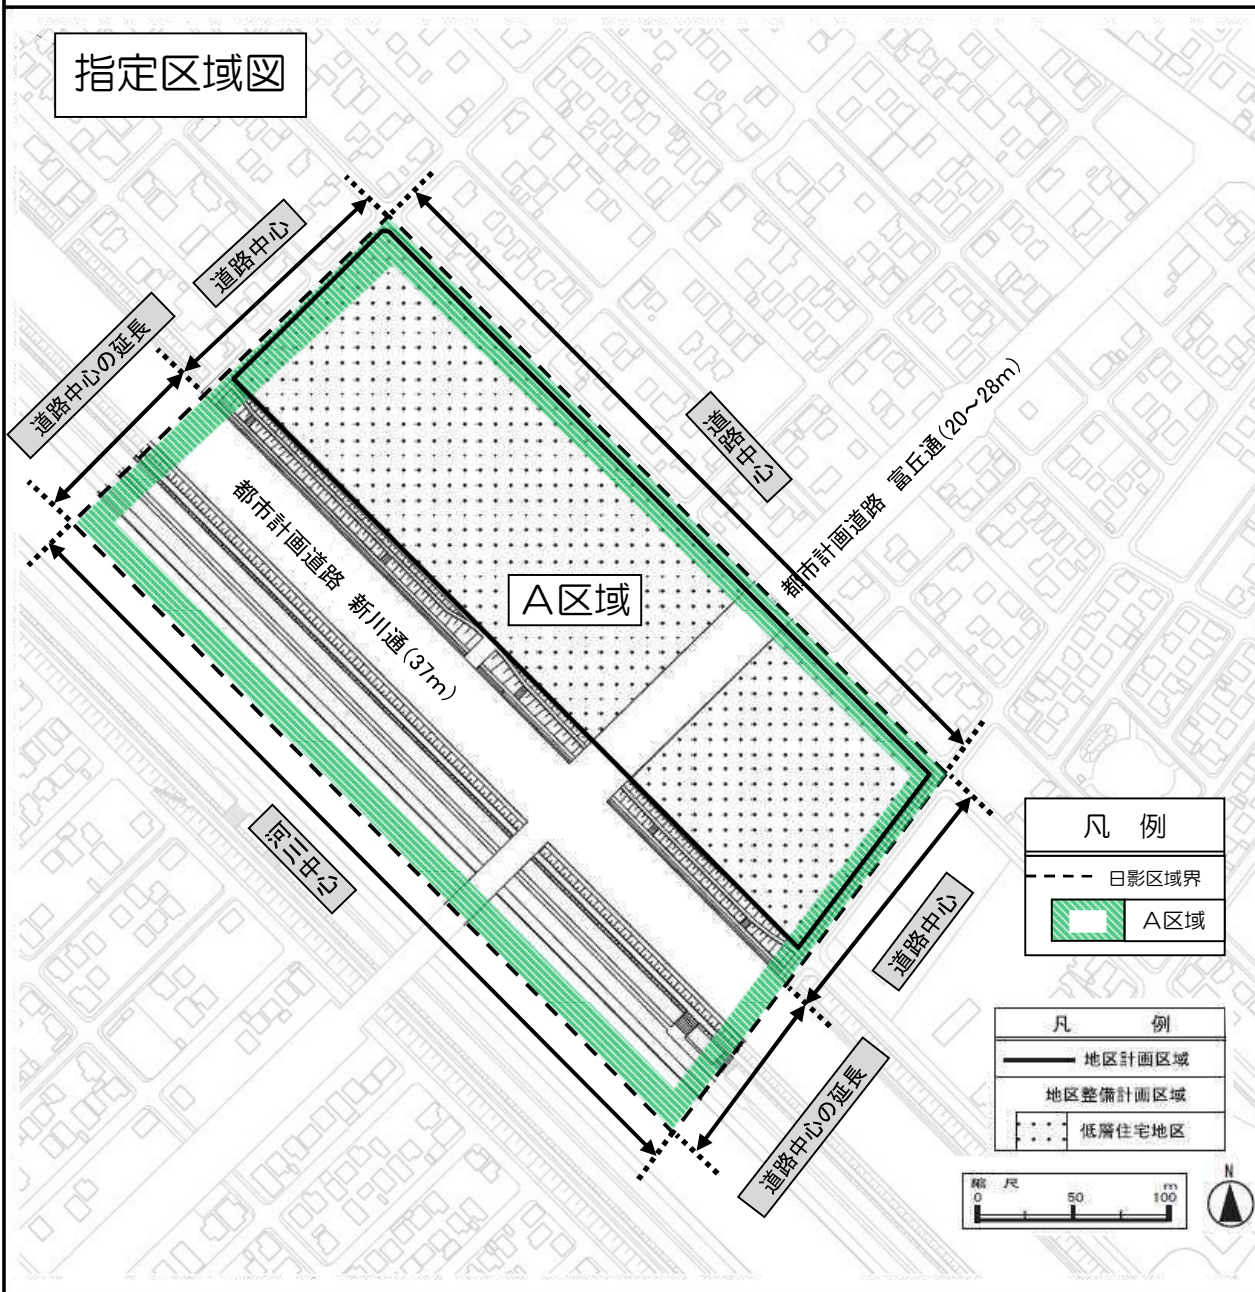 指定区域図
道路中心
道路中心の延長
道路中心
都市計画道路 富丘通(20～28m)
都市計画道路 新川通(37m)
A区域
河川中心
道路中心
道路中心の延長
凡 例
日影区域界
A区域
凡 例
地区計画区域
地区整備計画区域
低層住宅地区
縮 尺
0 50 100 m
N